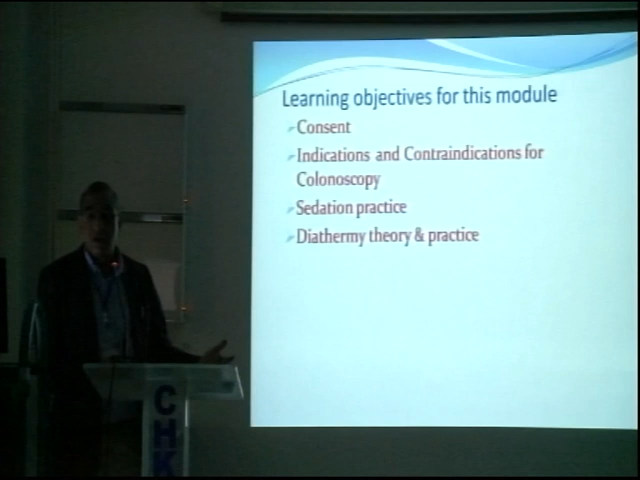 Learning objectives for this module
Consent
Indications and Contraindications for
Colonoscopy
Sedation practice
Diathermy theory & practice
CHK